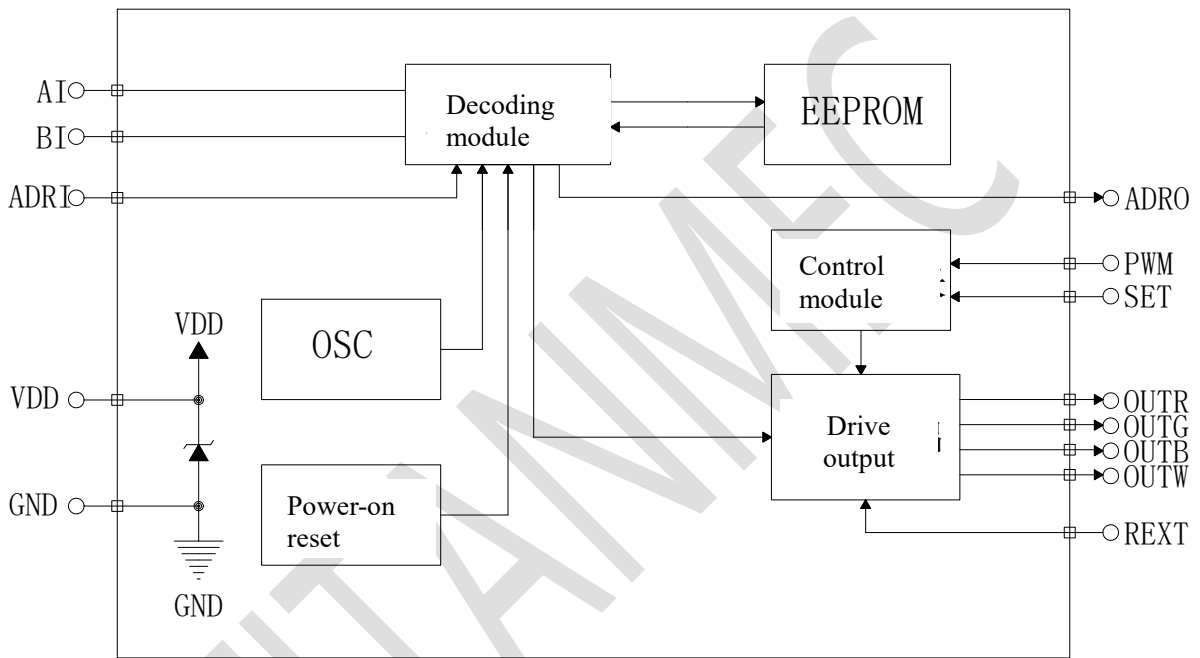 AI
BI
ADRI
Decoding
module
EEPROM
ADRO
Control
module
PWM
SET
VDD
OSC
VDD
GND
Power-on
reset
GND
Drive
output
OUTR
OUTG
OUTB
OUTW
REXT